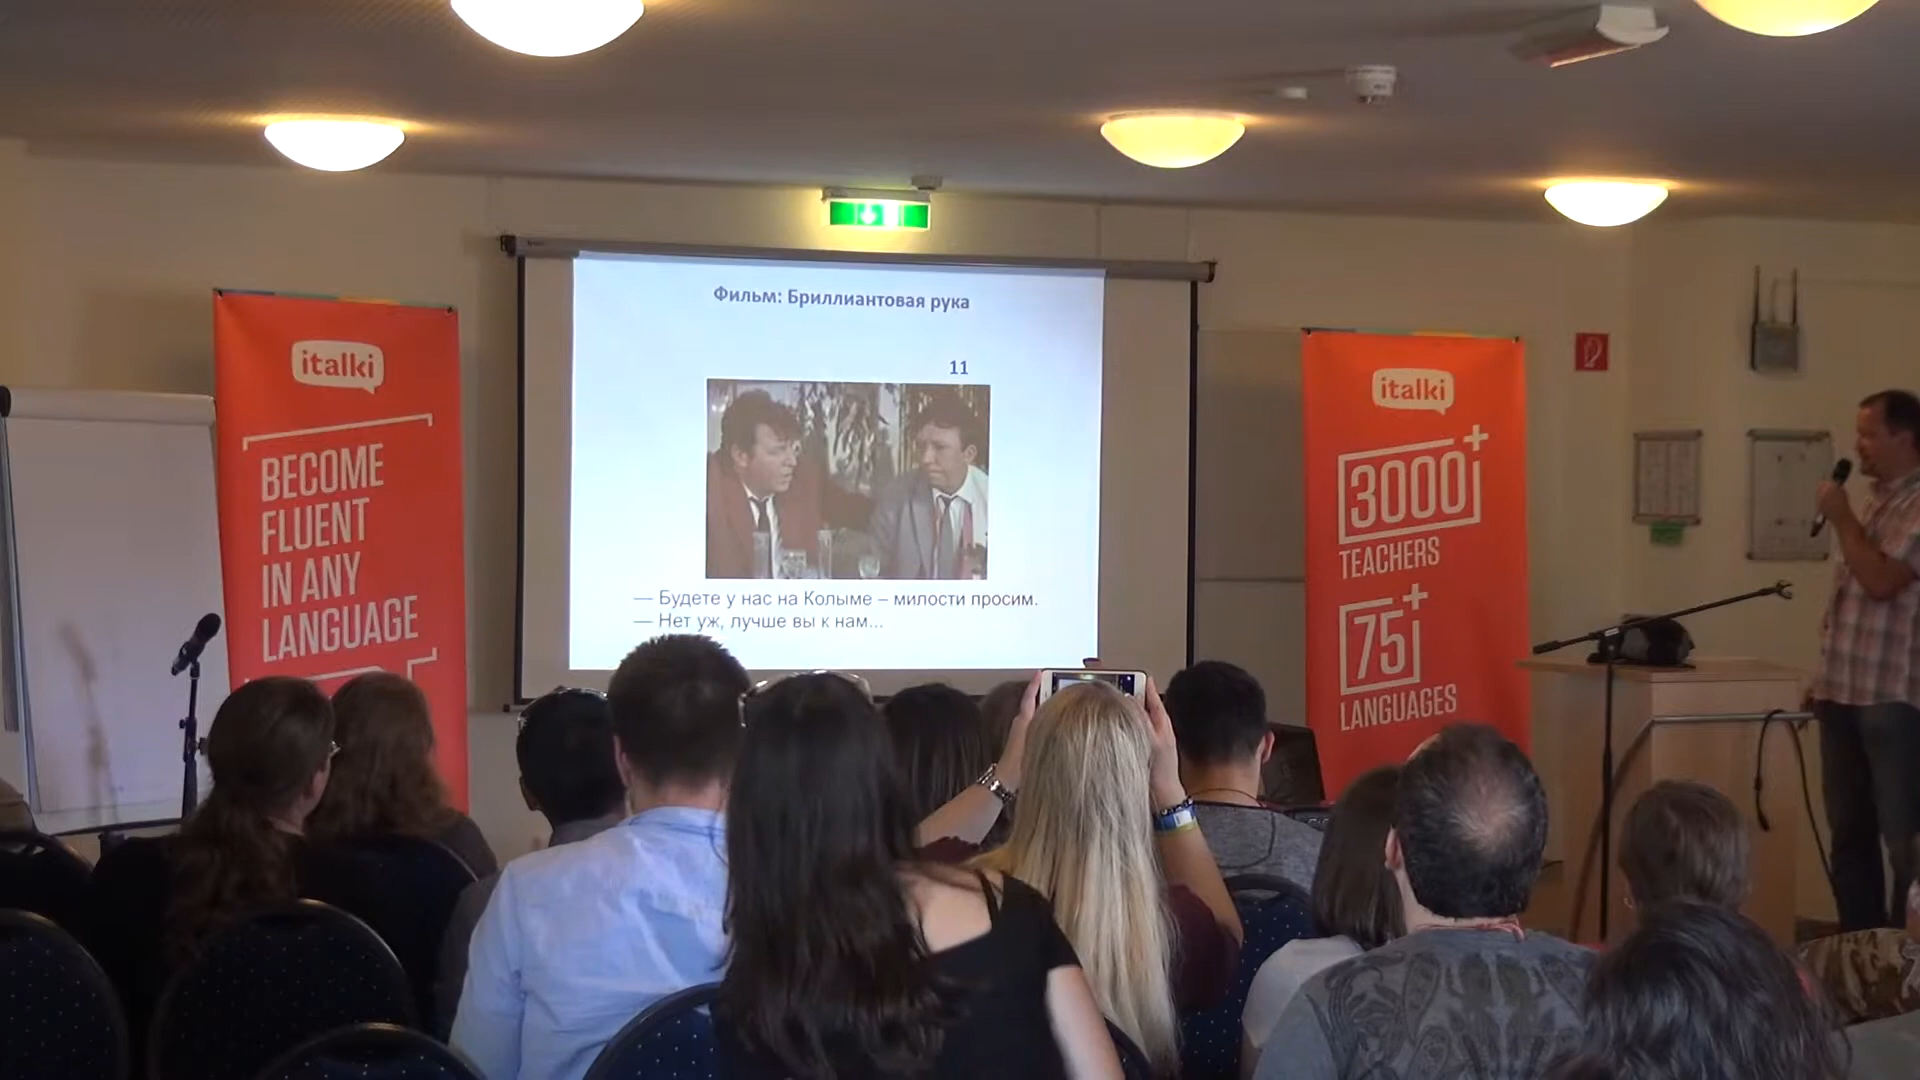 Фильм: Бриллиантовая рука
11
— Будете у нас на Колыме – милости просим.
— Нет уж, лучше вы к нам...
italki
BECOME
FLUENT
IN ANY
LANGUAGE
italki
3000+
TEACHERS
75+
LANGUAGES